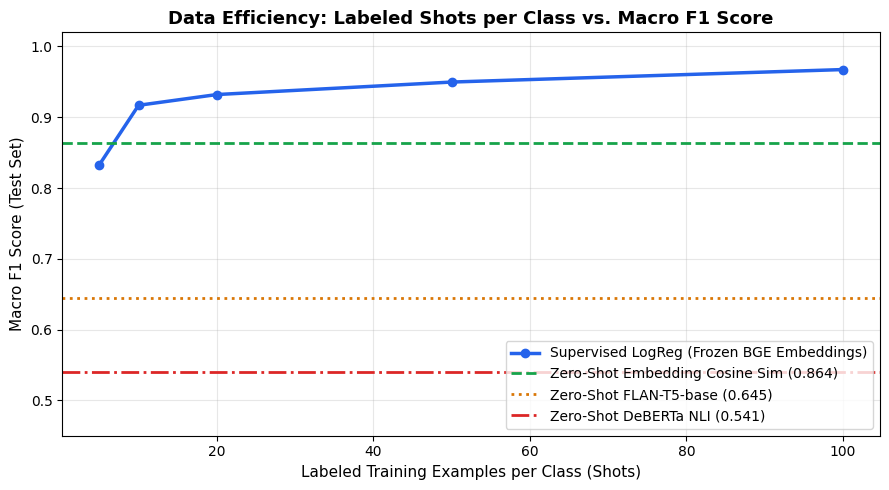 Data Efficiency: Labeled Shots per Class vs. Macro F1 Score
Macro F1 Score (Test Set)
1.0
0.9
0.8
0.7
0.6
0.5
Supervised LogReg (Frozen BGE Embeddings)
Zero-Shot Embedding Cosine Sim (0.864)
Zero-Shot FLAN-T5-base (0.645)
Zero-Shot DeBERTa NLI (0.541)
20
40
60
80
100
Labeled Training Examples per Class (Shots)